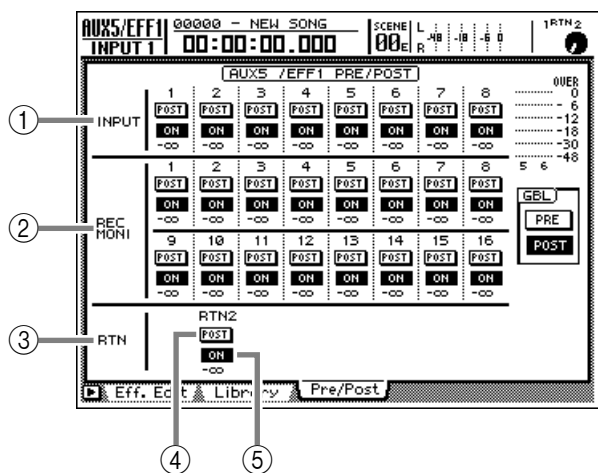 AUX5/EFF1 00000 - NEW SONG SCENE L -48 -18 -6 0 1RTN2
INPUT 1 00:00:00.000 00E R
AUX5 /EFF1 PRE/POST
OVER
1 2 3 4 5 6 7 8 0
① INPUT POST POST POST POST POST POST POST POST - 6
ON ON ON ON ON ON ON ON -12
-∞ -∞ -∞ -∞ -∞ -∞ -∞ -∞ -18
-30
-48
1 2 3 4 5 6 7 8 5 6
POST POST POST POST POST POST POST POST
ON ON ON ON ON ON ON ON GBL
-∞ -∞ -∞ -∞ -∞ -∞ -∞ -∞ PRE
② REC
MONI
9 10 11 12 13 14 15 16 POST
POST POST POST POST POST POST POST POST
ON ON ON ON ON ON ON ON
-∞ -∞ -∞ -∞ -∞ -∞ -∞ -∞
RTN2
③ RTN POST
ON
-∞
Eff. Edit Library Pre/Post
④ ⑤